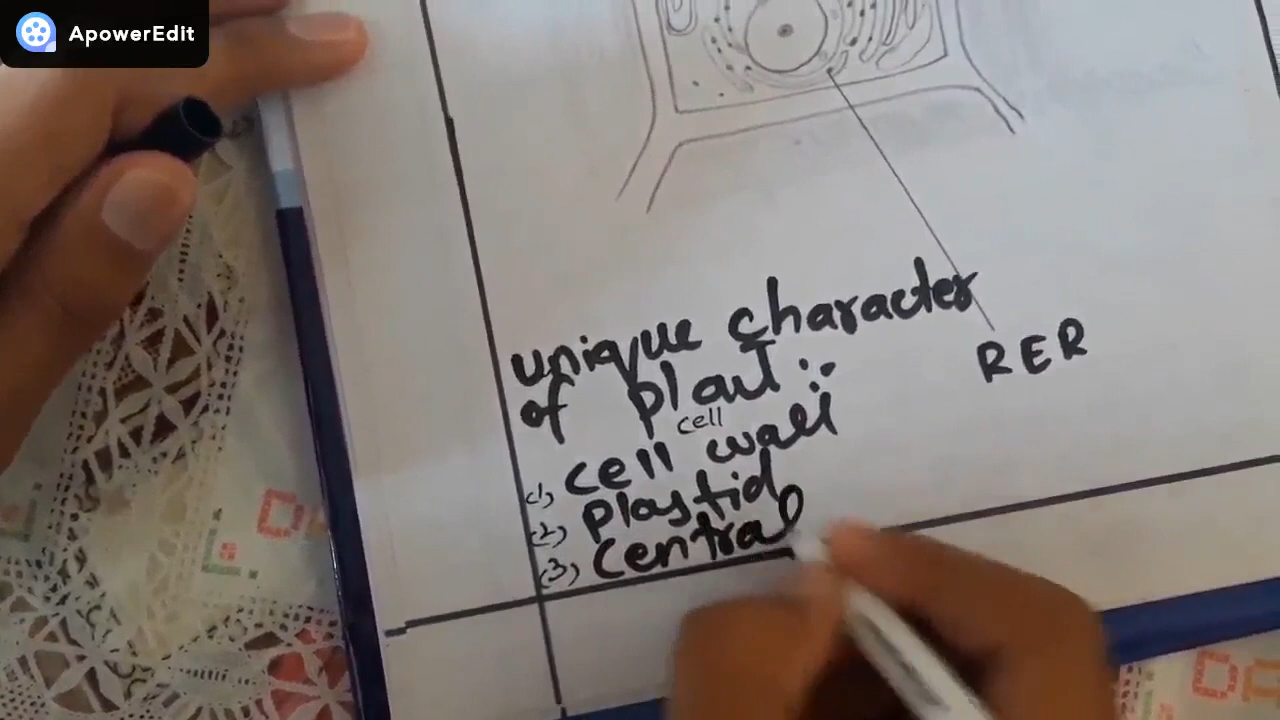 ApowerEdit
unique character
of plant :-
cell
(1) cell wall
(2) Plastid
(3) Central
RER